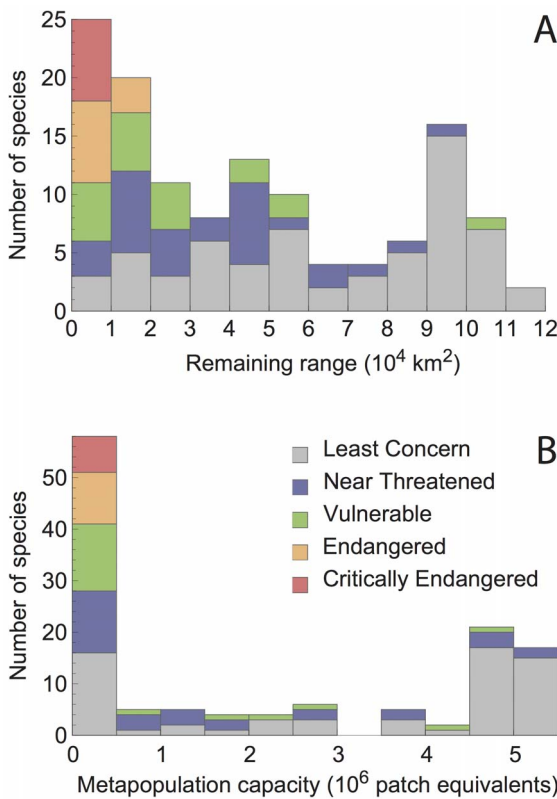 A
25
20
15
10
5
0
Number of species
0 1 2 3 4 5 6 7 8 9 10 11 12
Remaining range (10⁴ km²)
B
50
40
30
20
10
0
Number of species
Least Concern
Near Threatened
Vulnerable
Endangered
Critically Endangered
0 1 2 3 4 5
Metapopulation capacity (10⁶ patch equivalents)